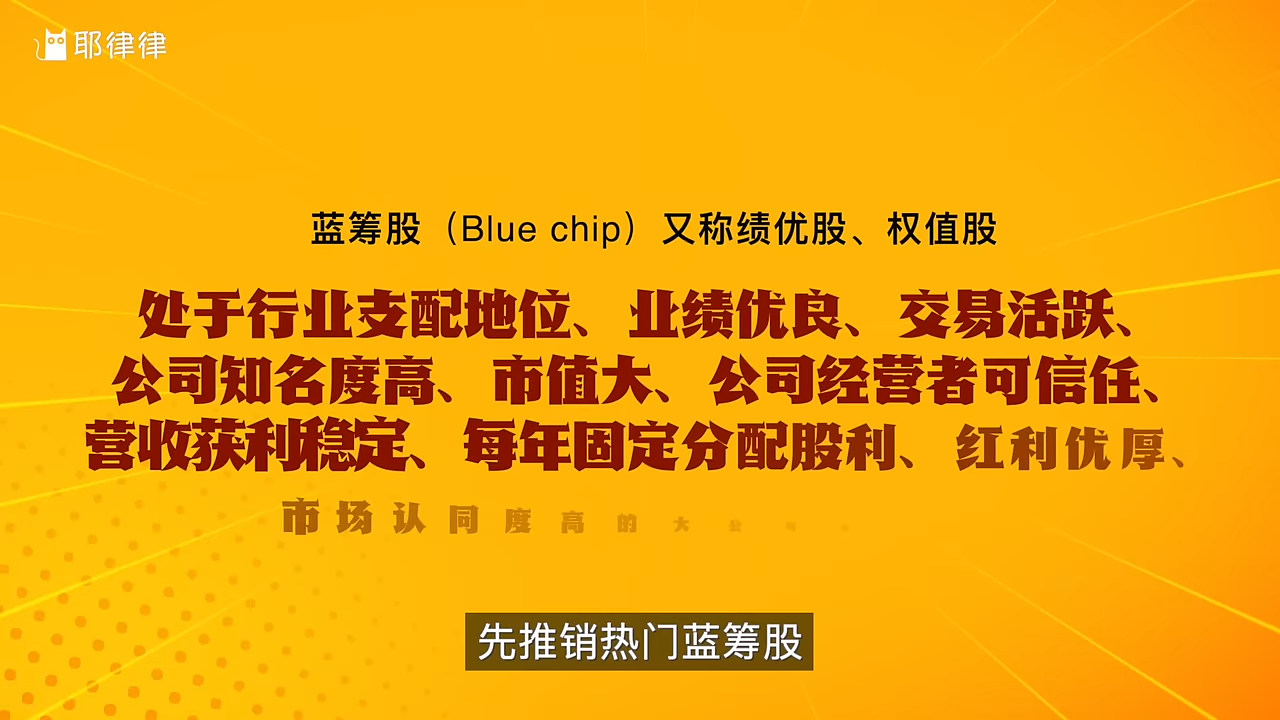 耶律律
蓝筹股（Blue chip）又称绩优股、权值股
处于行业支配地位、业绩优良、交易活跃、
公司知名度高、市值大、公司经营者可信任、
营收获利稳定、每年固定分配股利、红利优厚、
市场认同度高的大公
先推销热门蓝筹股